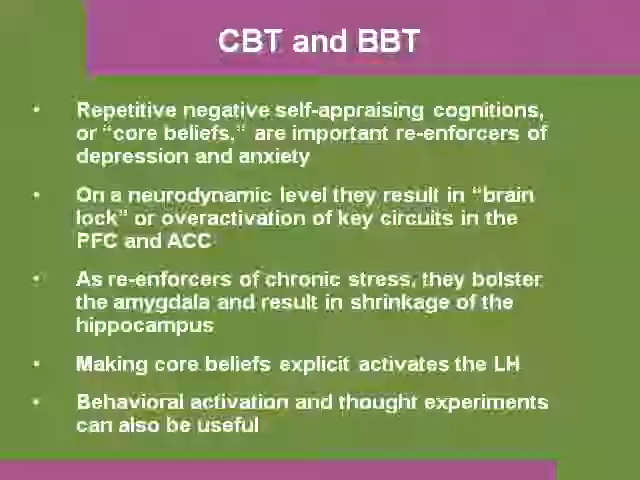 CBT and BBT
• Repetitive negative self-appraising cognitions,
or “core beliefs,” are important re-enforcers of
depression and anxiety
• On a neurodynamic level they result in “brain
lock” or overactivation of key circuits in the
PFC and ACC
• As re-enforcers of chronic stress, they bolster
the amygdala and result in shrinkage of the
hippocampus
• Making core beliefs explicit activates the LH
• Behavioral activation and thought experiments
can also be useful